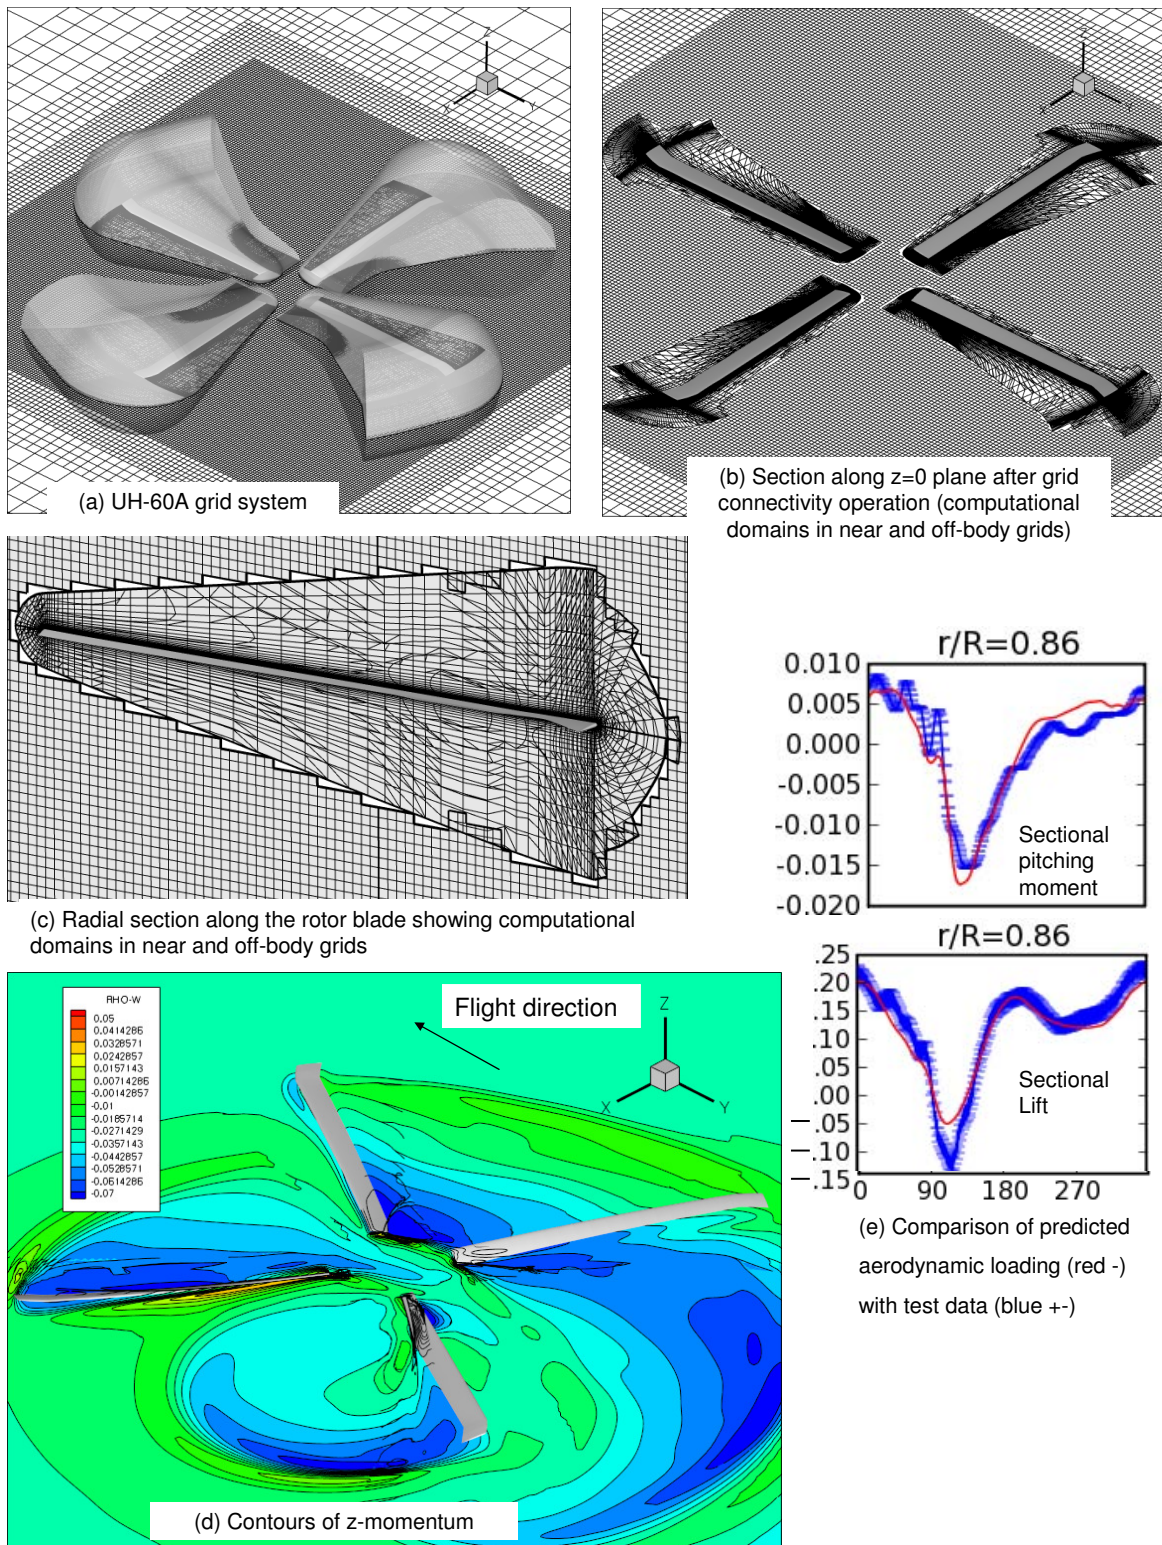 Z
X
Y
(a) UH-60A grid system
Z
X
Y
(b) Section along z=0 plane after grid
connectivity operation (computational
domains in near and off-body grids)
(c) Radial section along the rotor blade showing computational
domains in near and off-body grids
r/R=0.86
0.010
0.005
0.000
-0.005
-0.010
-0.015
-0.020
Sectional
pitching
moment
r/R=0.86
.25
.20
.15
.10
.05
.00
—.05
—.10
—.15
0 90 180 270
Sectional
Lift
(e) Comparison of predicted
aerodynamic loading (red -)
with test data (blue +-)
RHO-W
0.05
0.0414286
0.0328571
0.0242857
0.0157143
0.00714286
-0.00142857
-0.01
-0.0185714
-0.0271429
-0.0357143
-0.0442857
-0.0528571
-0.0614286
-0.07
Flight direction
Z
X
Y
(d) Contours of z-momentum